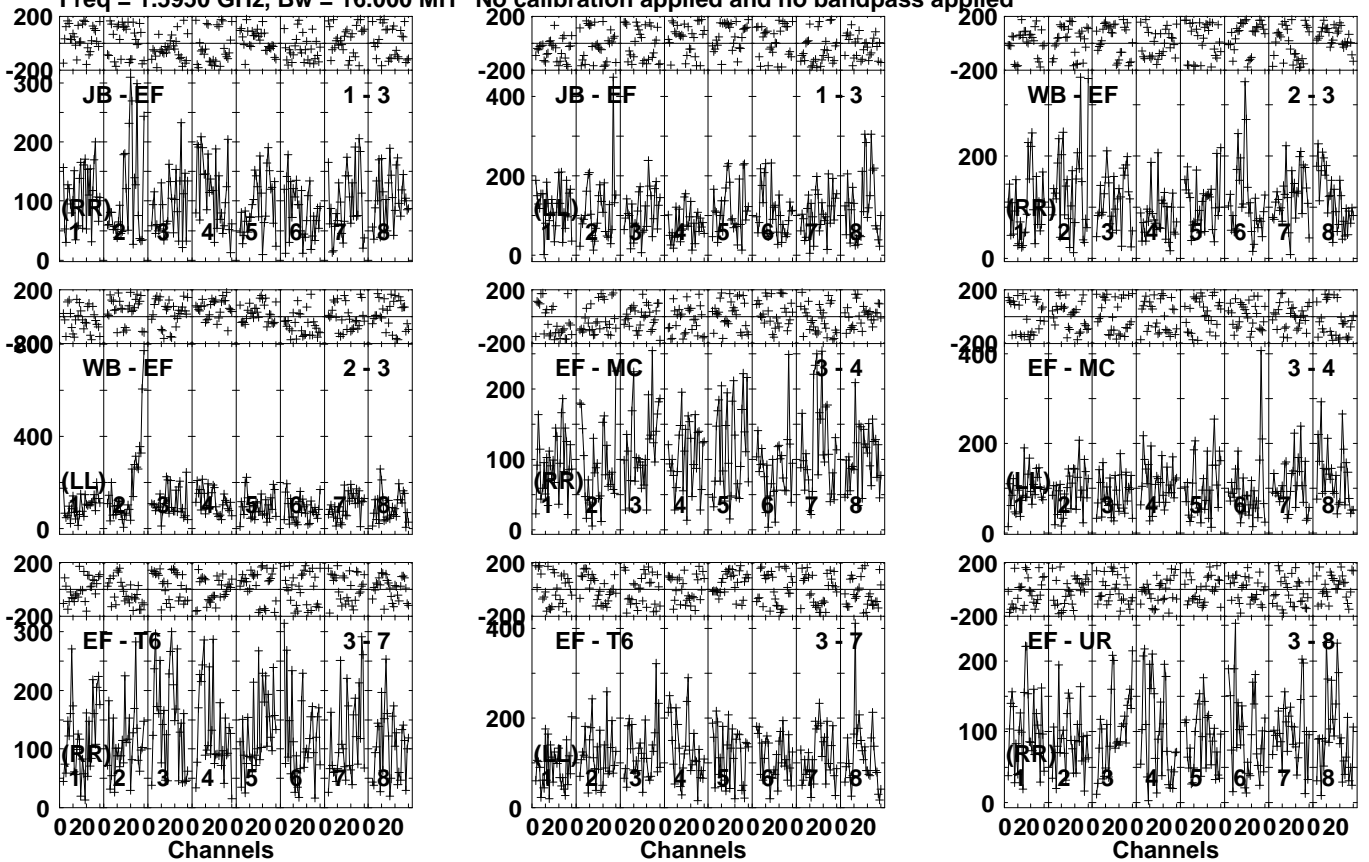 Freq = 1.5950 GHz, Bw = 16.000 MH No calibration applied and no bandpass applied
200 200 200
-200 -200 -200
300 JB - EF 1 - 3 400 JB - EF 1 - 3 WB - EF 2 - 3
200 200 200
100
(RR) (LL) (RR)
1 2 3 4 5 6 7 8 1 2 3 4 5 6 7 8 1 2 3 4 5 6 7 8
0 0 0
200 200 200
-200 -200 -200
800 WB - EF 2 - 3 EF - MC 3 - 4 400 EF - MC 3 - 4
400 200 200
100
(LL) (RR) (LL)
1 2 3 4 5 6 7 8 1 2 3 4 5 6 7 8 1 2 3 4 5 6 7 8
0 0 0
200 200 200
-200 -200 -200
300 EF - T6 3 - 7 400 EF - T6 3 - 7 EF - UR 3 - 8
200 200 200
100 100
(RR) (LL) (RR)
1 2 3 4 5 6 7 8 1 2 3 4 5 6 7 8 1 2 3 4 5 6 7 8
0 0 0
020020020020020020020020 020020020020020020020020 020020020020020020020020
Channels Channels Channels